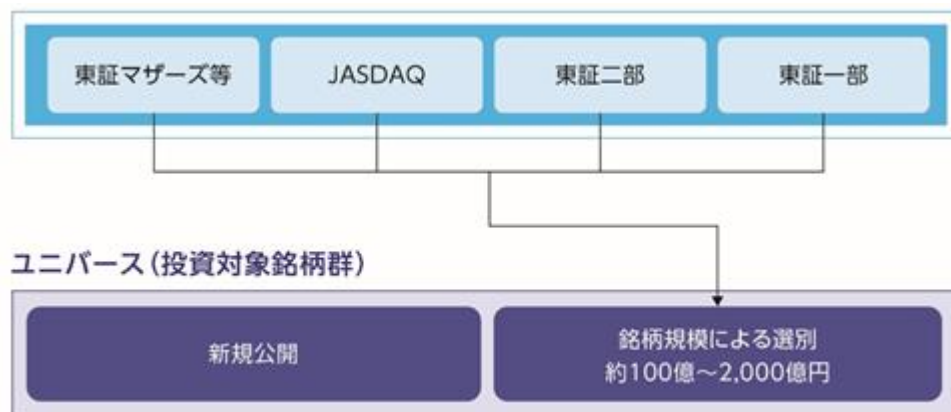 東証マザーズ等
JASDAQ
東証二部
東証一部
ユニバース(投資対象銘柄群)
新規公開
銘柄規模による選別
約100億～2,000億円